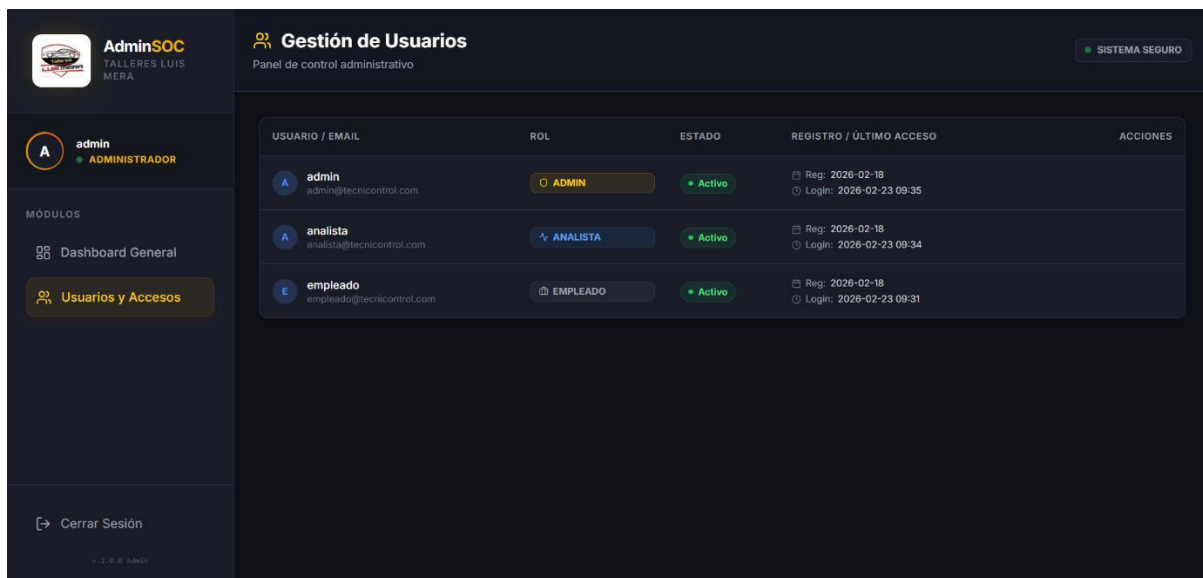 AdminSOC
TALLERES LUIS
MERA
A
admin
ADMINISTRADOR
MÓDULOS
Dashboard General
Usuarios y Accesos
Cerrar Sesión
Gestión de Usuarios
Panel de control administrativo
SISTEMA SEGURO
USUARIO / EMAIL ROL ESTADO REGISTRO / ÚLTIMO ACCESO ACCIONES
A admin ADMIN Activo Reg: 2026-02-18
admin@tecnicontrol.com Login: 2026-02-23 09:35
A analista ANALISTA Activo Reg: 2026-02-18
analista@tecnicontrol.com Login: 2026-02-23 09:34
E empleado EMPLEADO Activo Reg: 2026-02-18
empleado@tecnicontrol.com Login: 2026-02-23 09:31